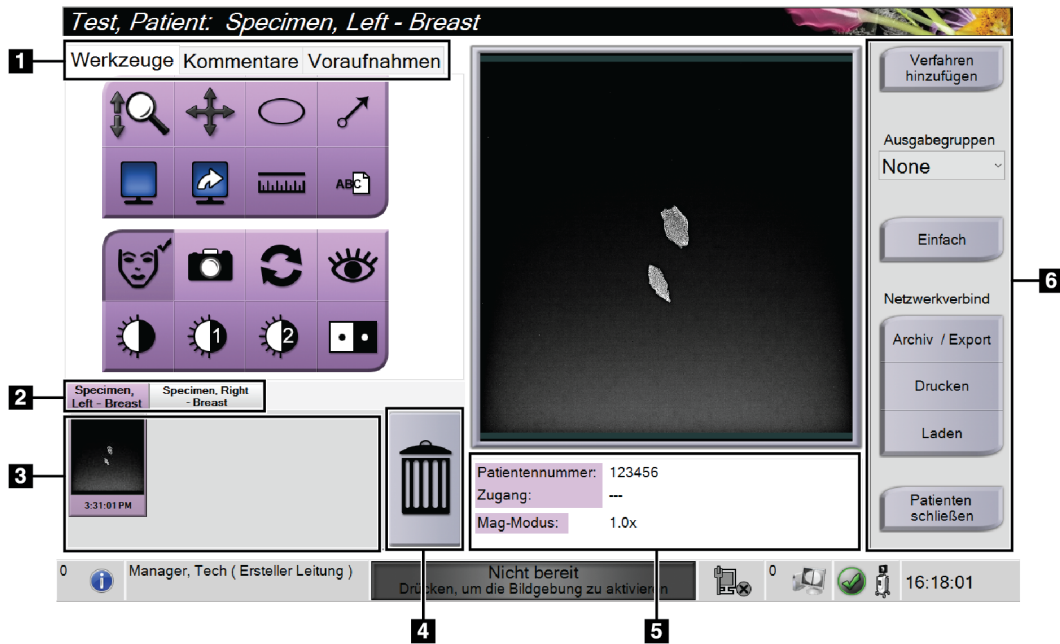 Test, Patient: Specimen, Left - Breast
1
Werkzeuge Kommentare Voraufnahmen
ABC
1
2
2
Specimen, Left - Breast
Specimen, Right - Breast
3
3:31:01 PM
4
Patientennummer: 123456
Zugang: ---
Mag-Modus: 1.0x
5
Verfahren
hinzufügen
Ausgabegruppen
None
Einfach
Netzwerkverbind
Archiv / Export
Drucken
Laden
Patienten
schließen
6
0
Manager, Tech ( Ersteller Leitung )
Nicht bereit
Drücken, um die Bildgebung zu aktivieren
0
16:18:01